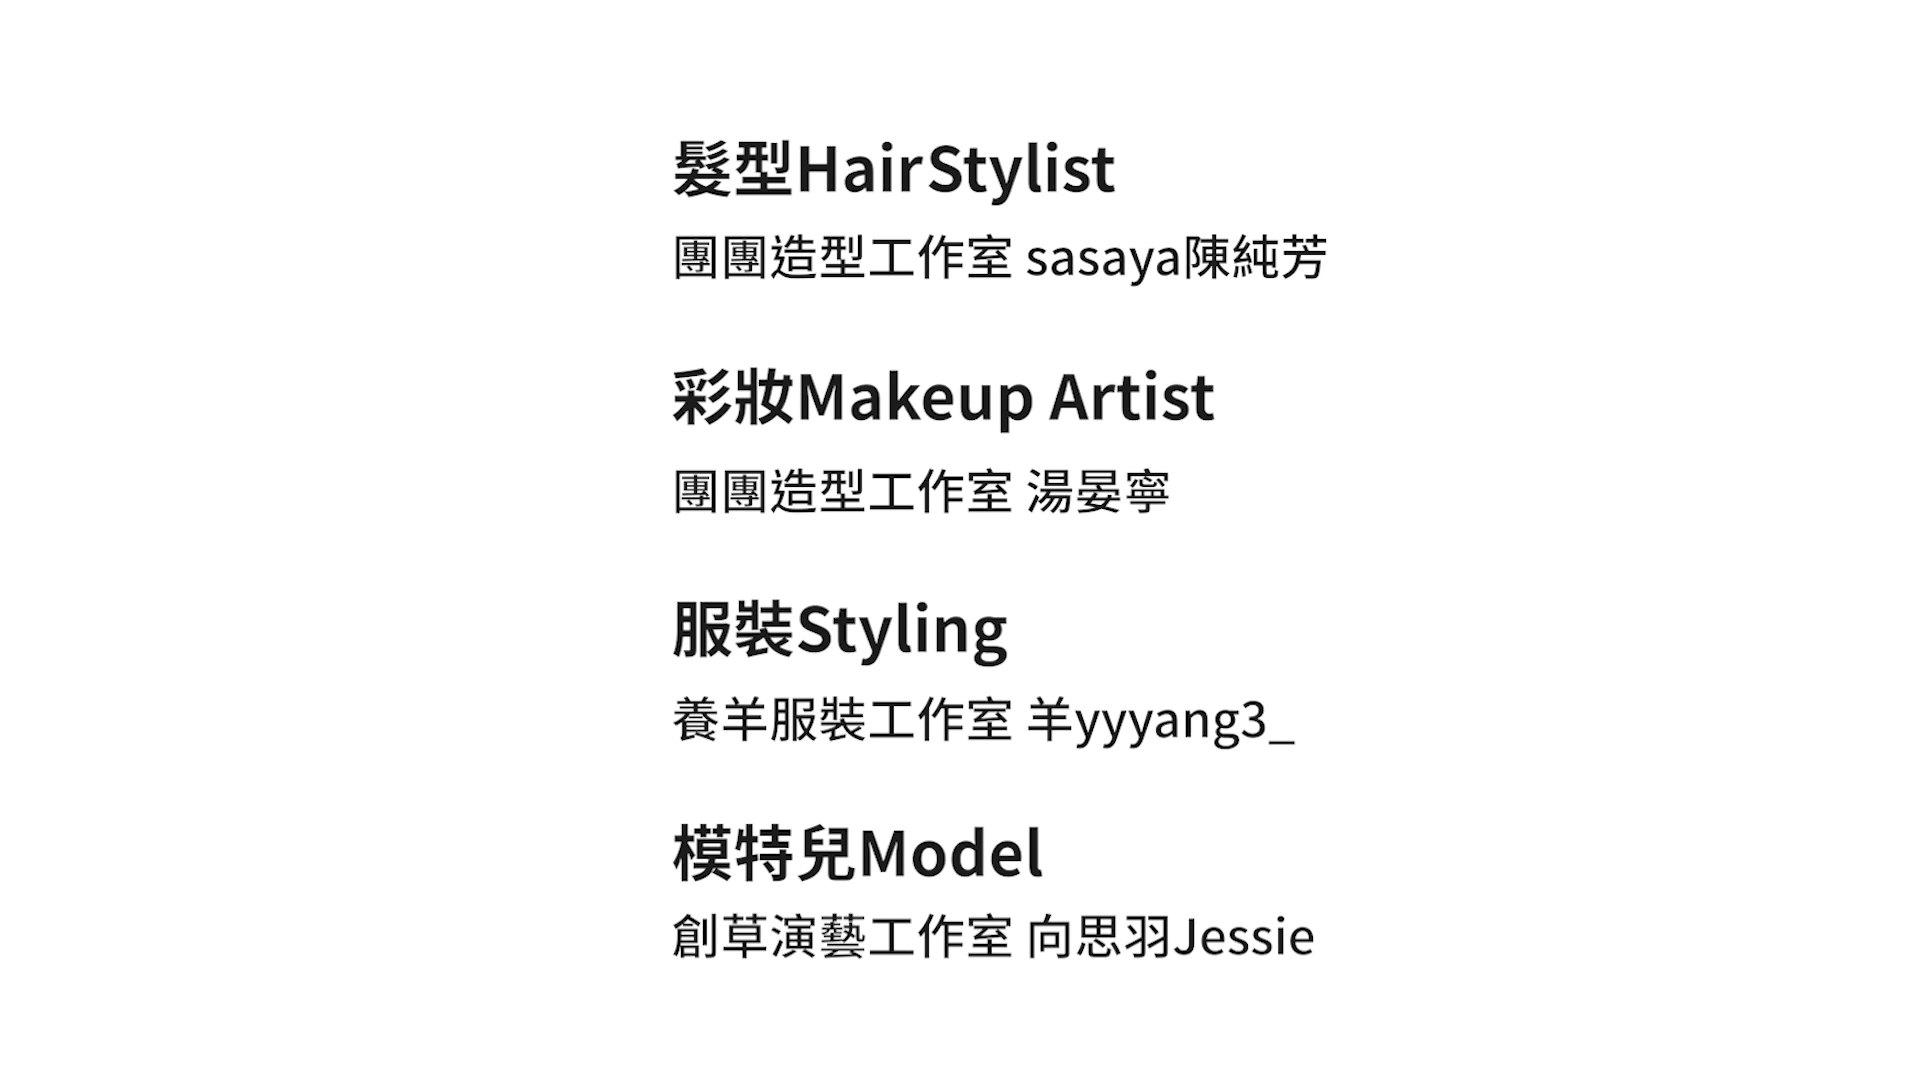 髮型HairStylist
團團造型工作室 sasaya陳純芳
彩妝Makeup Artist
團團造型工作室 湯晏寧
服裝Styling
養羊服裝工作室 羊yyyang3_
模特兒Model
創草演藝工作室 向思羽Jessie